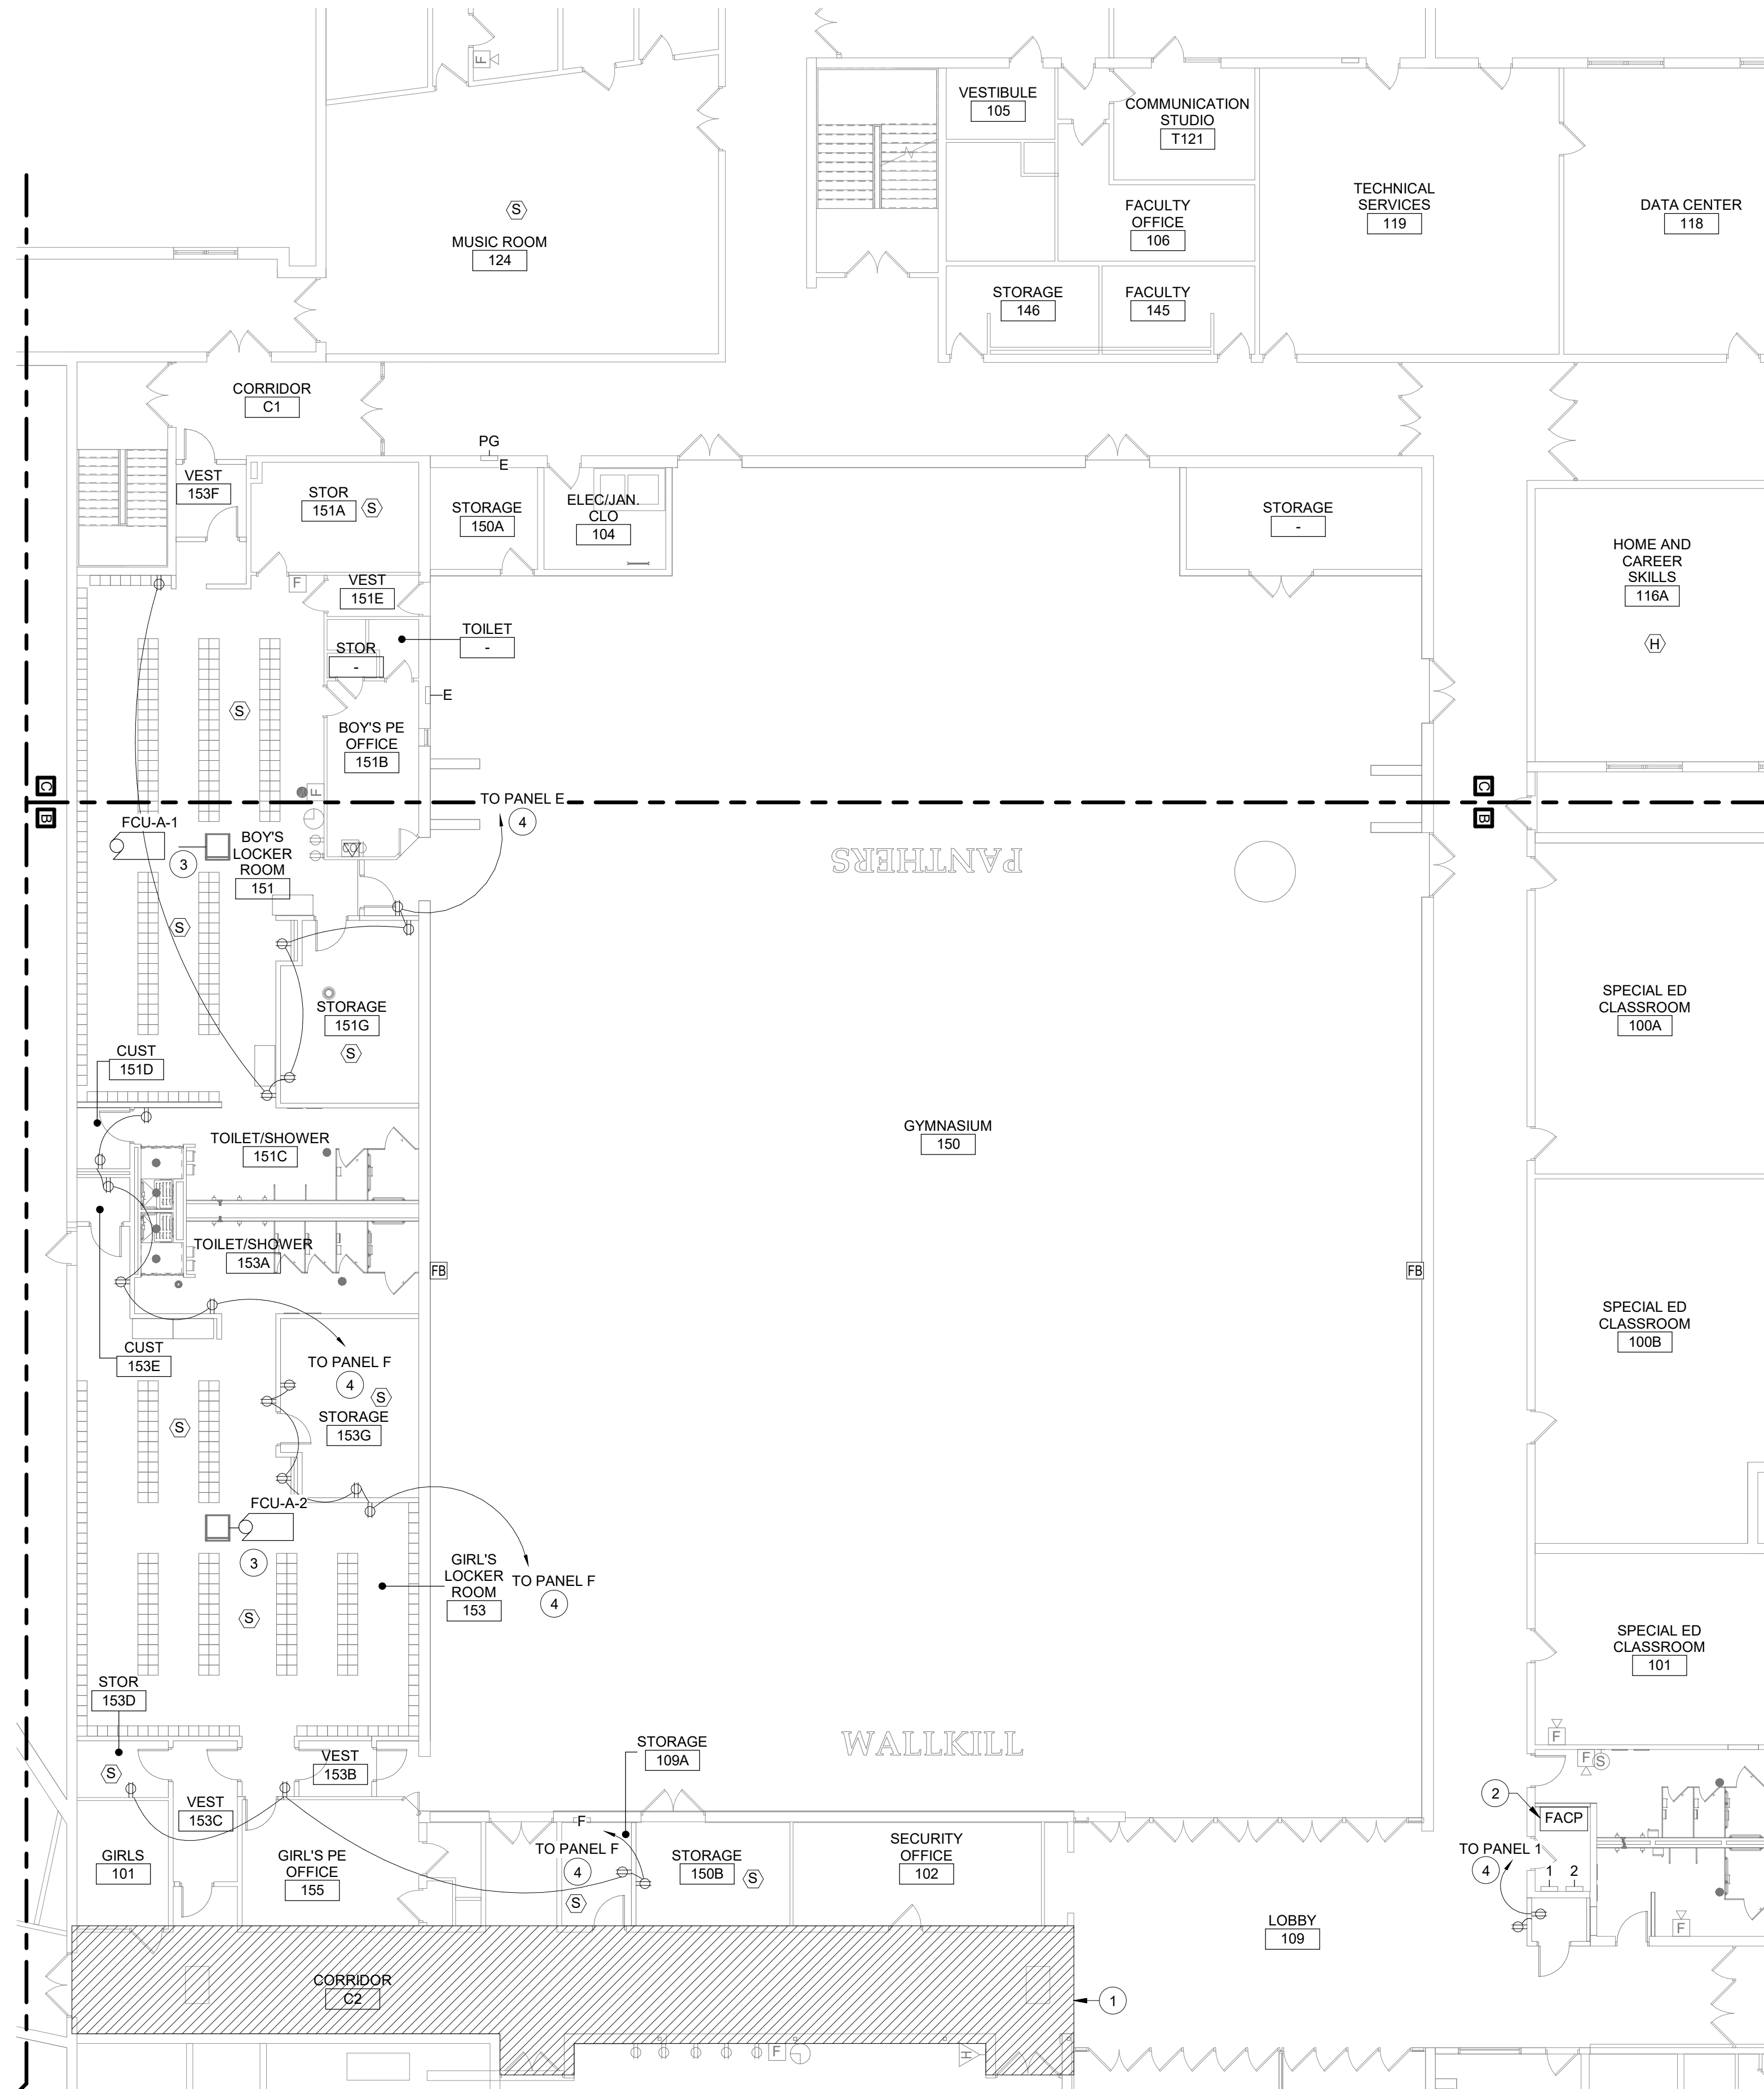 F
VESTIBULE
105
COMMUNICATION
STUDIO
T121
S
MUSIC ROOM
124
FACULTY
OFFICE
106
TECHNICAL
SERVICES
119
DATA CENTER
118
STORAGE
146
FACULTY
145
CORRIDOR
C1
PG
E
VEST
153F
STOR
151A
S
STORAGE
150A
ELEC/JAN.
CLO
104
STORAGE
-
HOME AND
CAREER
SKILLS
116A
H
F
VEST
151E
TOILET
-
STOR
-
E
S
BOY'S PE
OFFICE
151B
F
C
B
C
B
TO PANEL E
4
FCU-A-1
3
BOY'S
LOCKER
ROOM
151
PANTHERS
S
STORAGE
151G
S
SPECIAL ED
CLASSROOM
100A
CUST
151D
TOILET/SHOWER
151C
GYMNASIUM
150
TOILET/SHOWER
153A
FB
FB
CUST
153E
TO PANEL F
4
S
STORAGE
153G
SPECIAL ED
CLASSROOM
100B
S
FCU-A-2
3
GIRL'S
LOCKER
ROOM
153
TO PANEL F
4
S
SPECIAL ED
CLASSROOM
101
STOR
153D
S
VEST
153B
STORAGE
109A
WALLKILL
F
F
S
2
FACP
VEST
153C
F
TO PANEL F
4
GIRLS
101
GIRL'S PE
OFFICE
155
STORAGE
150B
S
S
SECURITY
OFFICE
102
TO PANEL 1
4
1
2
LOBBY
109
F
CORRIDOR
C2
1
F
H